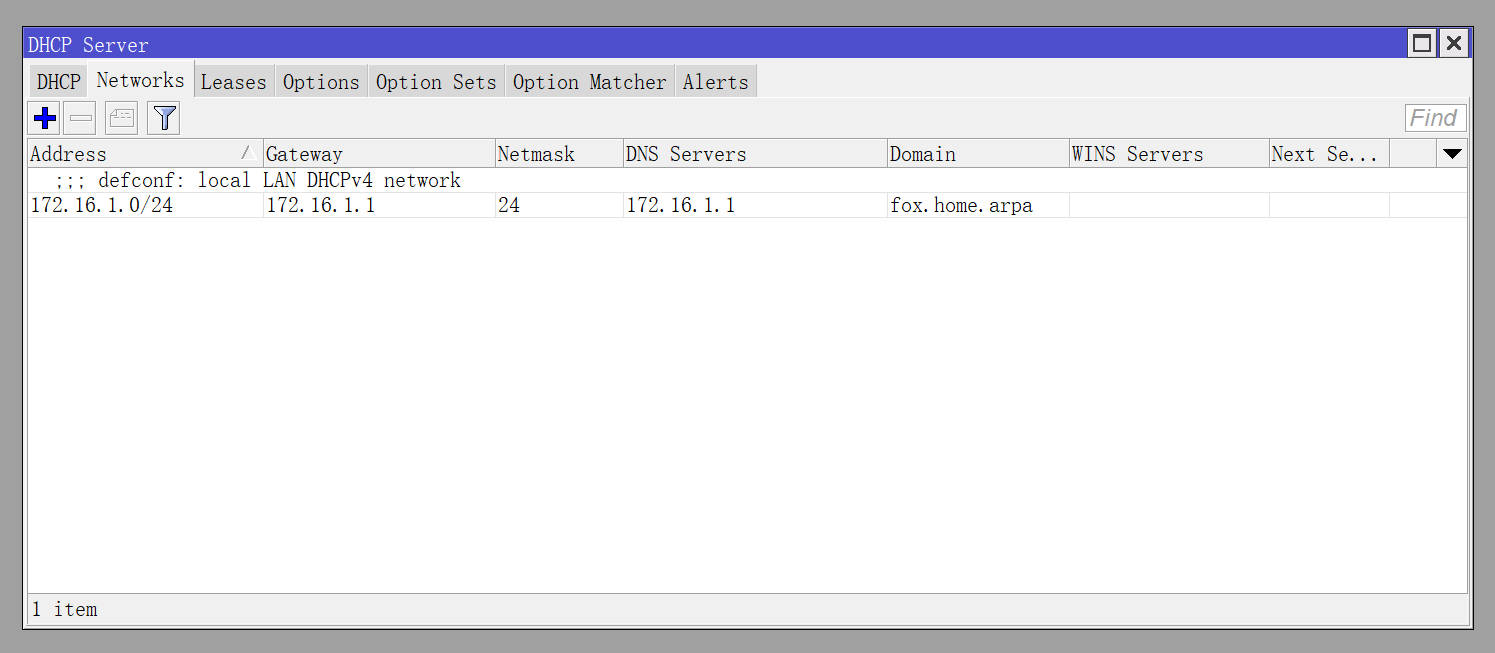 DHCP Server
DHCP Networks Leases Options Option Sets Option Matcher Alerts
Find
Address Gateway Netmask DNS Servers Domain WINS Servers Next Se...
;;; defconf: local LAN DHCPv4 network
172.16.1.0/24 172.16.1.1 24 172.16.1.1 fox.home.arpa
1 item